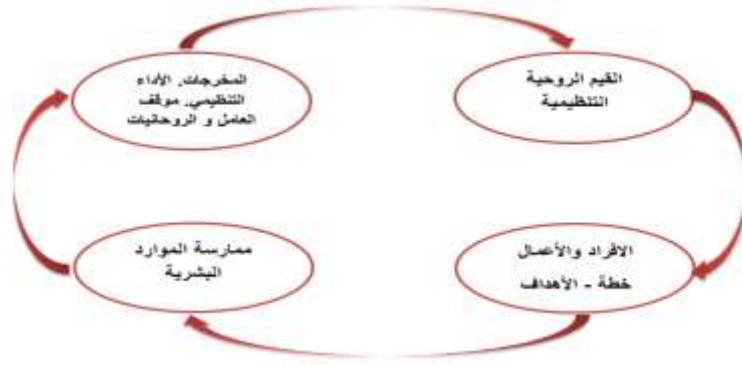 القيم الروحية
التنظيمية
المخرجات. الأداء
التنظيمي. موقف
العامل و الروحانيات
الافراد والأعمال
خطة - الأهداف
ممارسة الموارد
البشرية